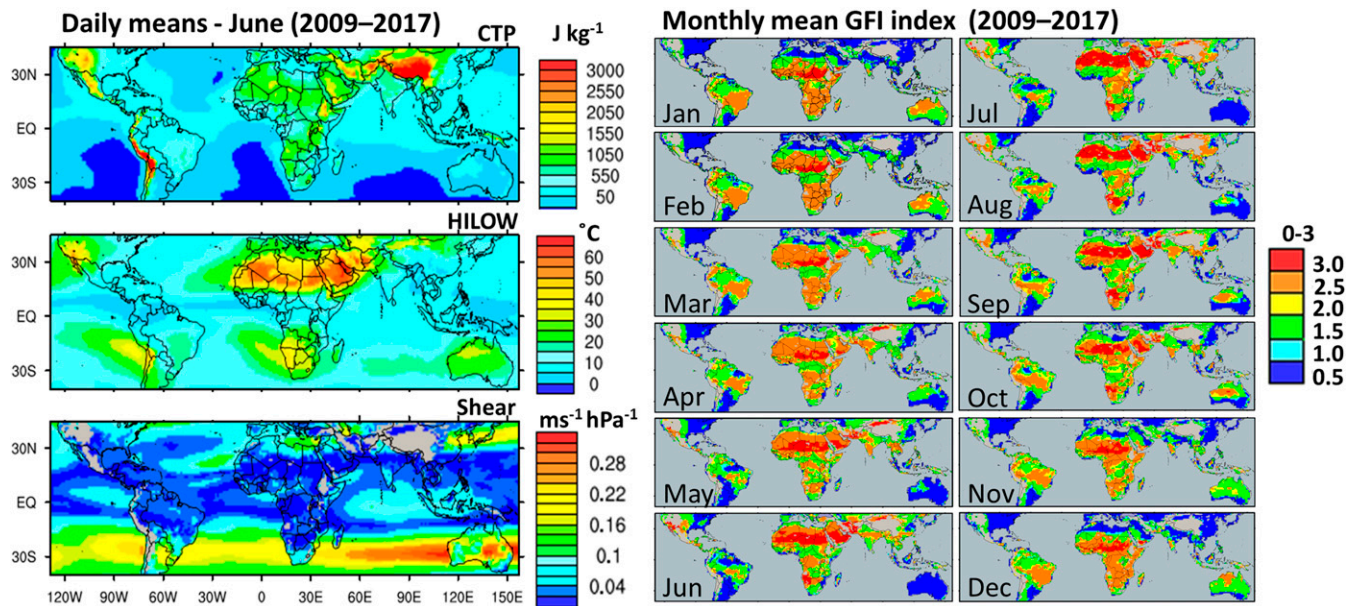 Daily means - June (2009–2017)
CTP
J kg⁻¹
30N
EQ
30S
3000
2550
2050
1550
1050
550
50
HILOW
˚C
30N
EQ
30S
60
50
40
30
20
10
0
Shear
ms⁻¹ hPa⁻¹
30N
EQ
30S
0.28
0.22
0.16
0.1
0.04
120W 90W 60W 30W 0 30E 60E 90E 120E 150E
Monthly mean GFI index (2009–2017)
Jan
Jul
Feb
Aug
Mar
Sep
Apr
Oct
May
Nov
Jun
Dec
0-3
3.0
2.5
2.0
1.5
1.0
0.5